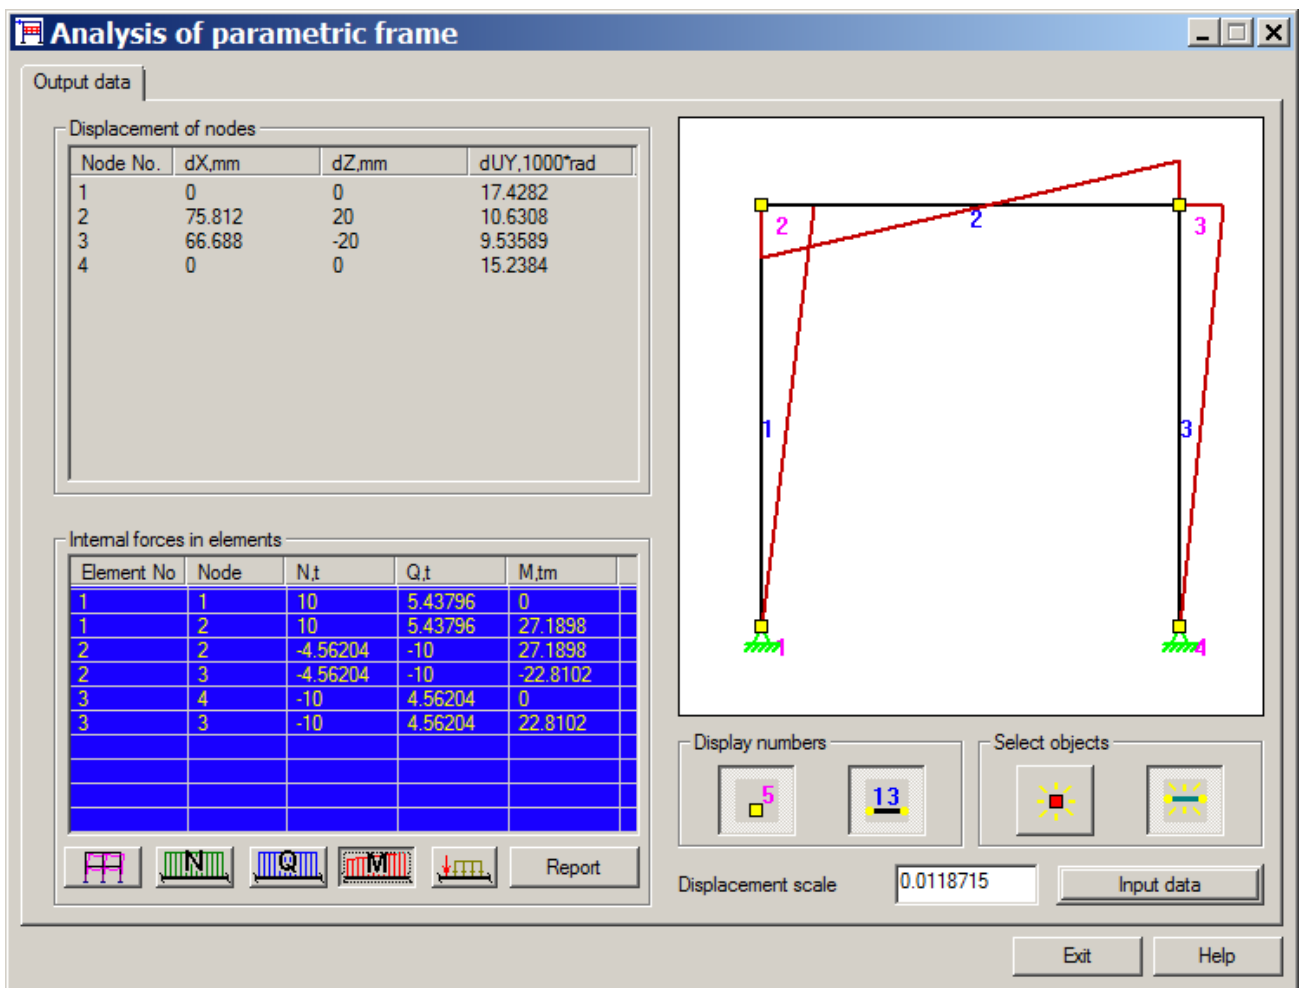 Analysis of parametric frame
Output data
Displacement of nodes
Node No. dX,mm dZ,mm dUY,1000*rad
1 0 0 17.4282
2 75.812 20 10.6308
3 66.688 -20 9.53589
4 0 0 15.2384
Internal forces in elements
Element No Node N,t Q,t M,tm
1 1 10 5.43796 0
1 2 10 5.43796 27.1898
2 2 -4.56204 -10 27.1898
2 3 -4.56204 -10 -22.8102
3 4 -10 4.56204 0
3 3 -10 4.56204 22.8102
N Q M Report
2 2 3
1 3
1 4
Display numbers
5 13
Select objects
Displacement scale 0.0118715 Input data
Exit Help